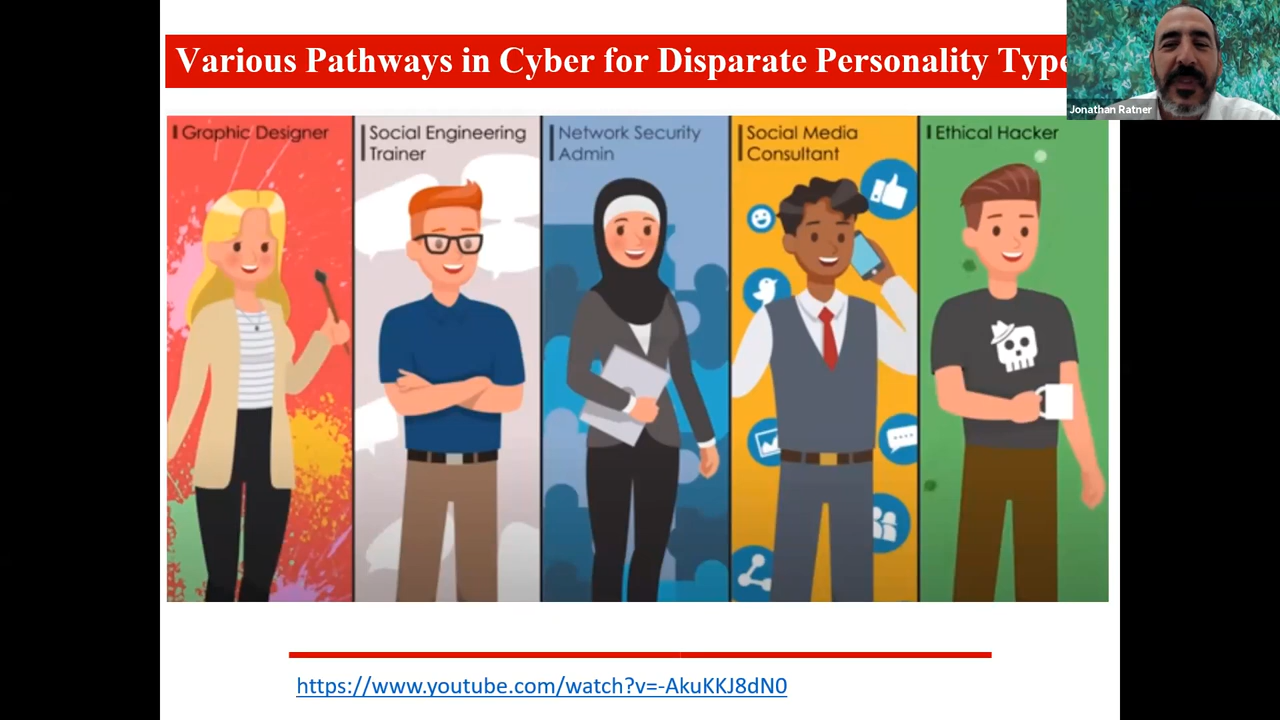 Various Pathways in Cyber for Disparate Personality Type
Jonathan Ratner
Graphic Designer
Social Engineering
Trainer
Network Security
Admin
Social Media
Consultant
Ethical Hacker
https://www.youtube.com/watch?v=-AkuKKJ8dN0